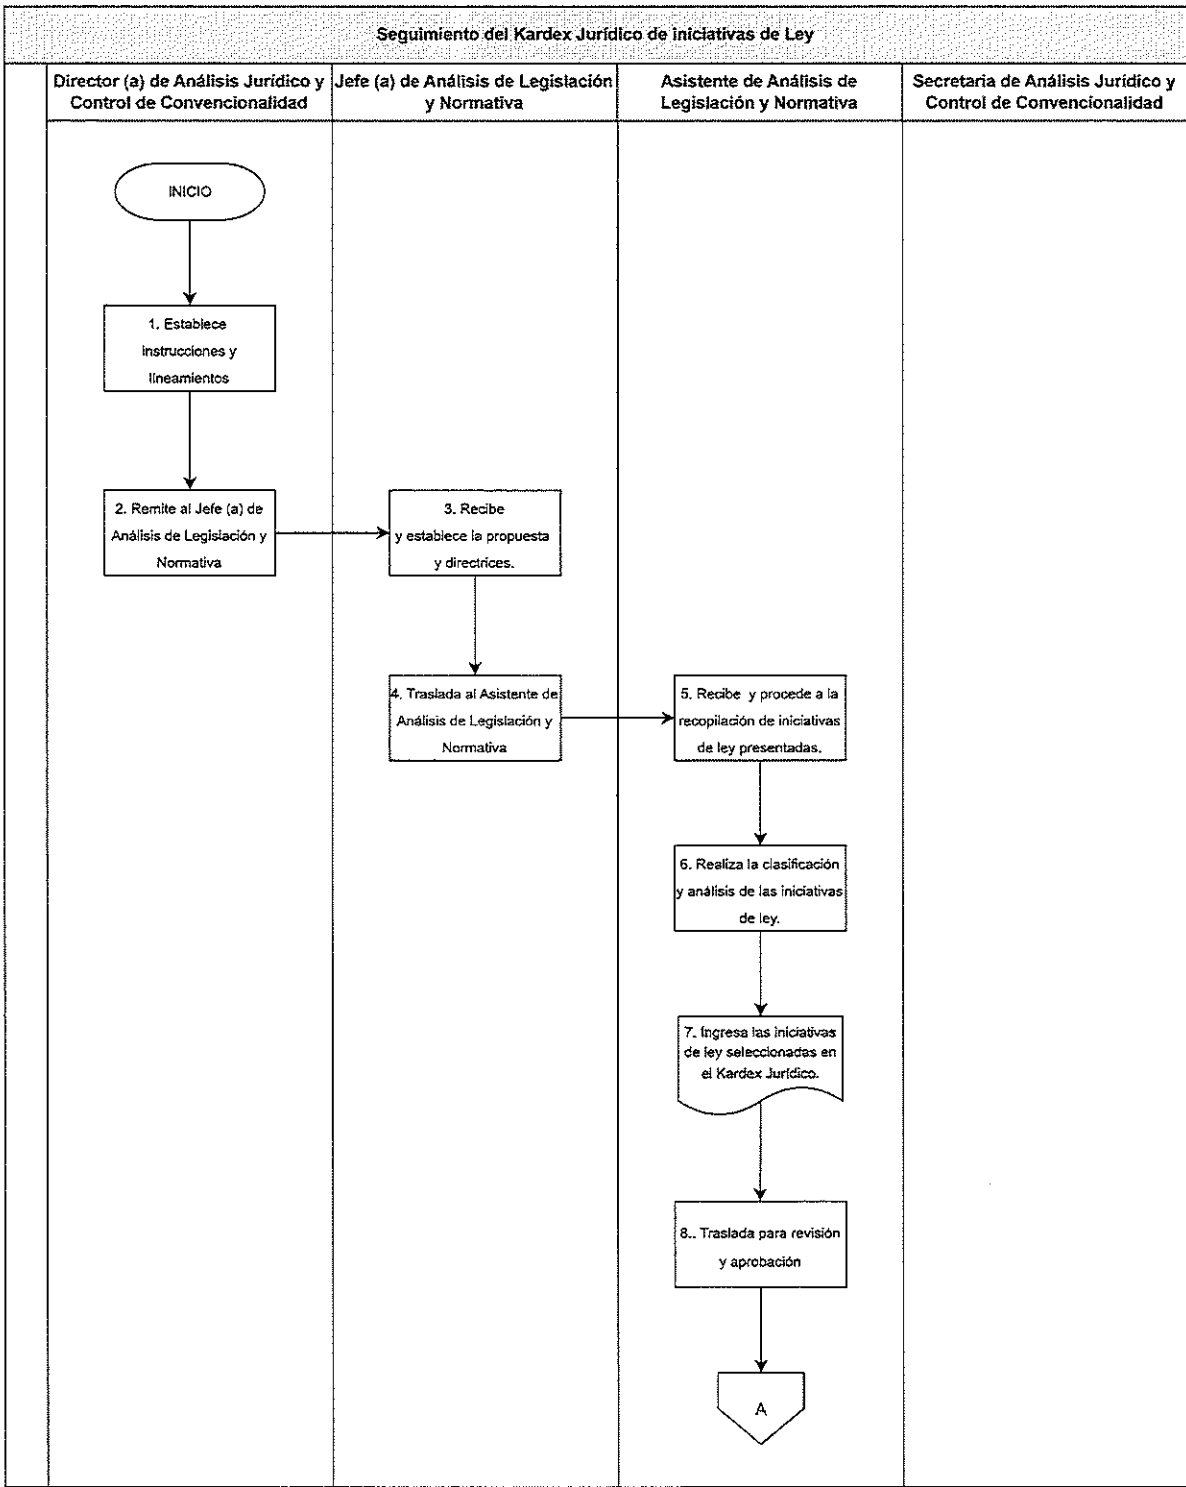 Seguimiento del Kardex Jurídico de iniciativas de Ley
Director (a) de Análisis Jurídico y
Control de Convencionalidad
Jefe (a) de Análisis de Legislación
y Normativa
Asistente de Análisis de
Legislación y Normativa
Secretaria de Análisis Jurídico y
Control de Convencionalidad
INICIO
1. Establece
instrucciones y
lineamientos
2. Remite al Jefe (a) de
Análisis de Legislación y
Normativa
3. Recibe
y establece la propuesta
y directrices.
4. Traslada al Asistente de
Análisis de Legislación y
Normativa
5. Recibe y procede a la
recopilación de iniciativas
de ley presentadas.
6. Realiza la clasificación
y análisis de las iniciativas
de ley.
7. Ingresa las iniciativas
de ley seleccionadas en
el Kardex Jurídico.
8.. Traslada para revisión
y aprobación
A